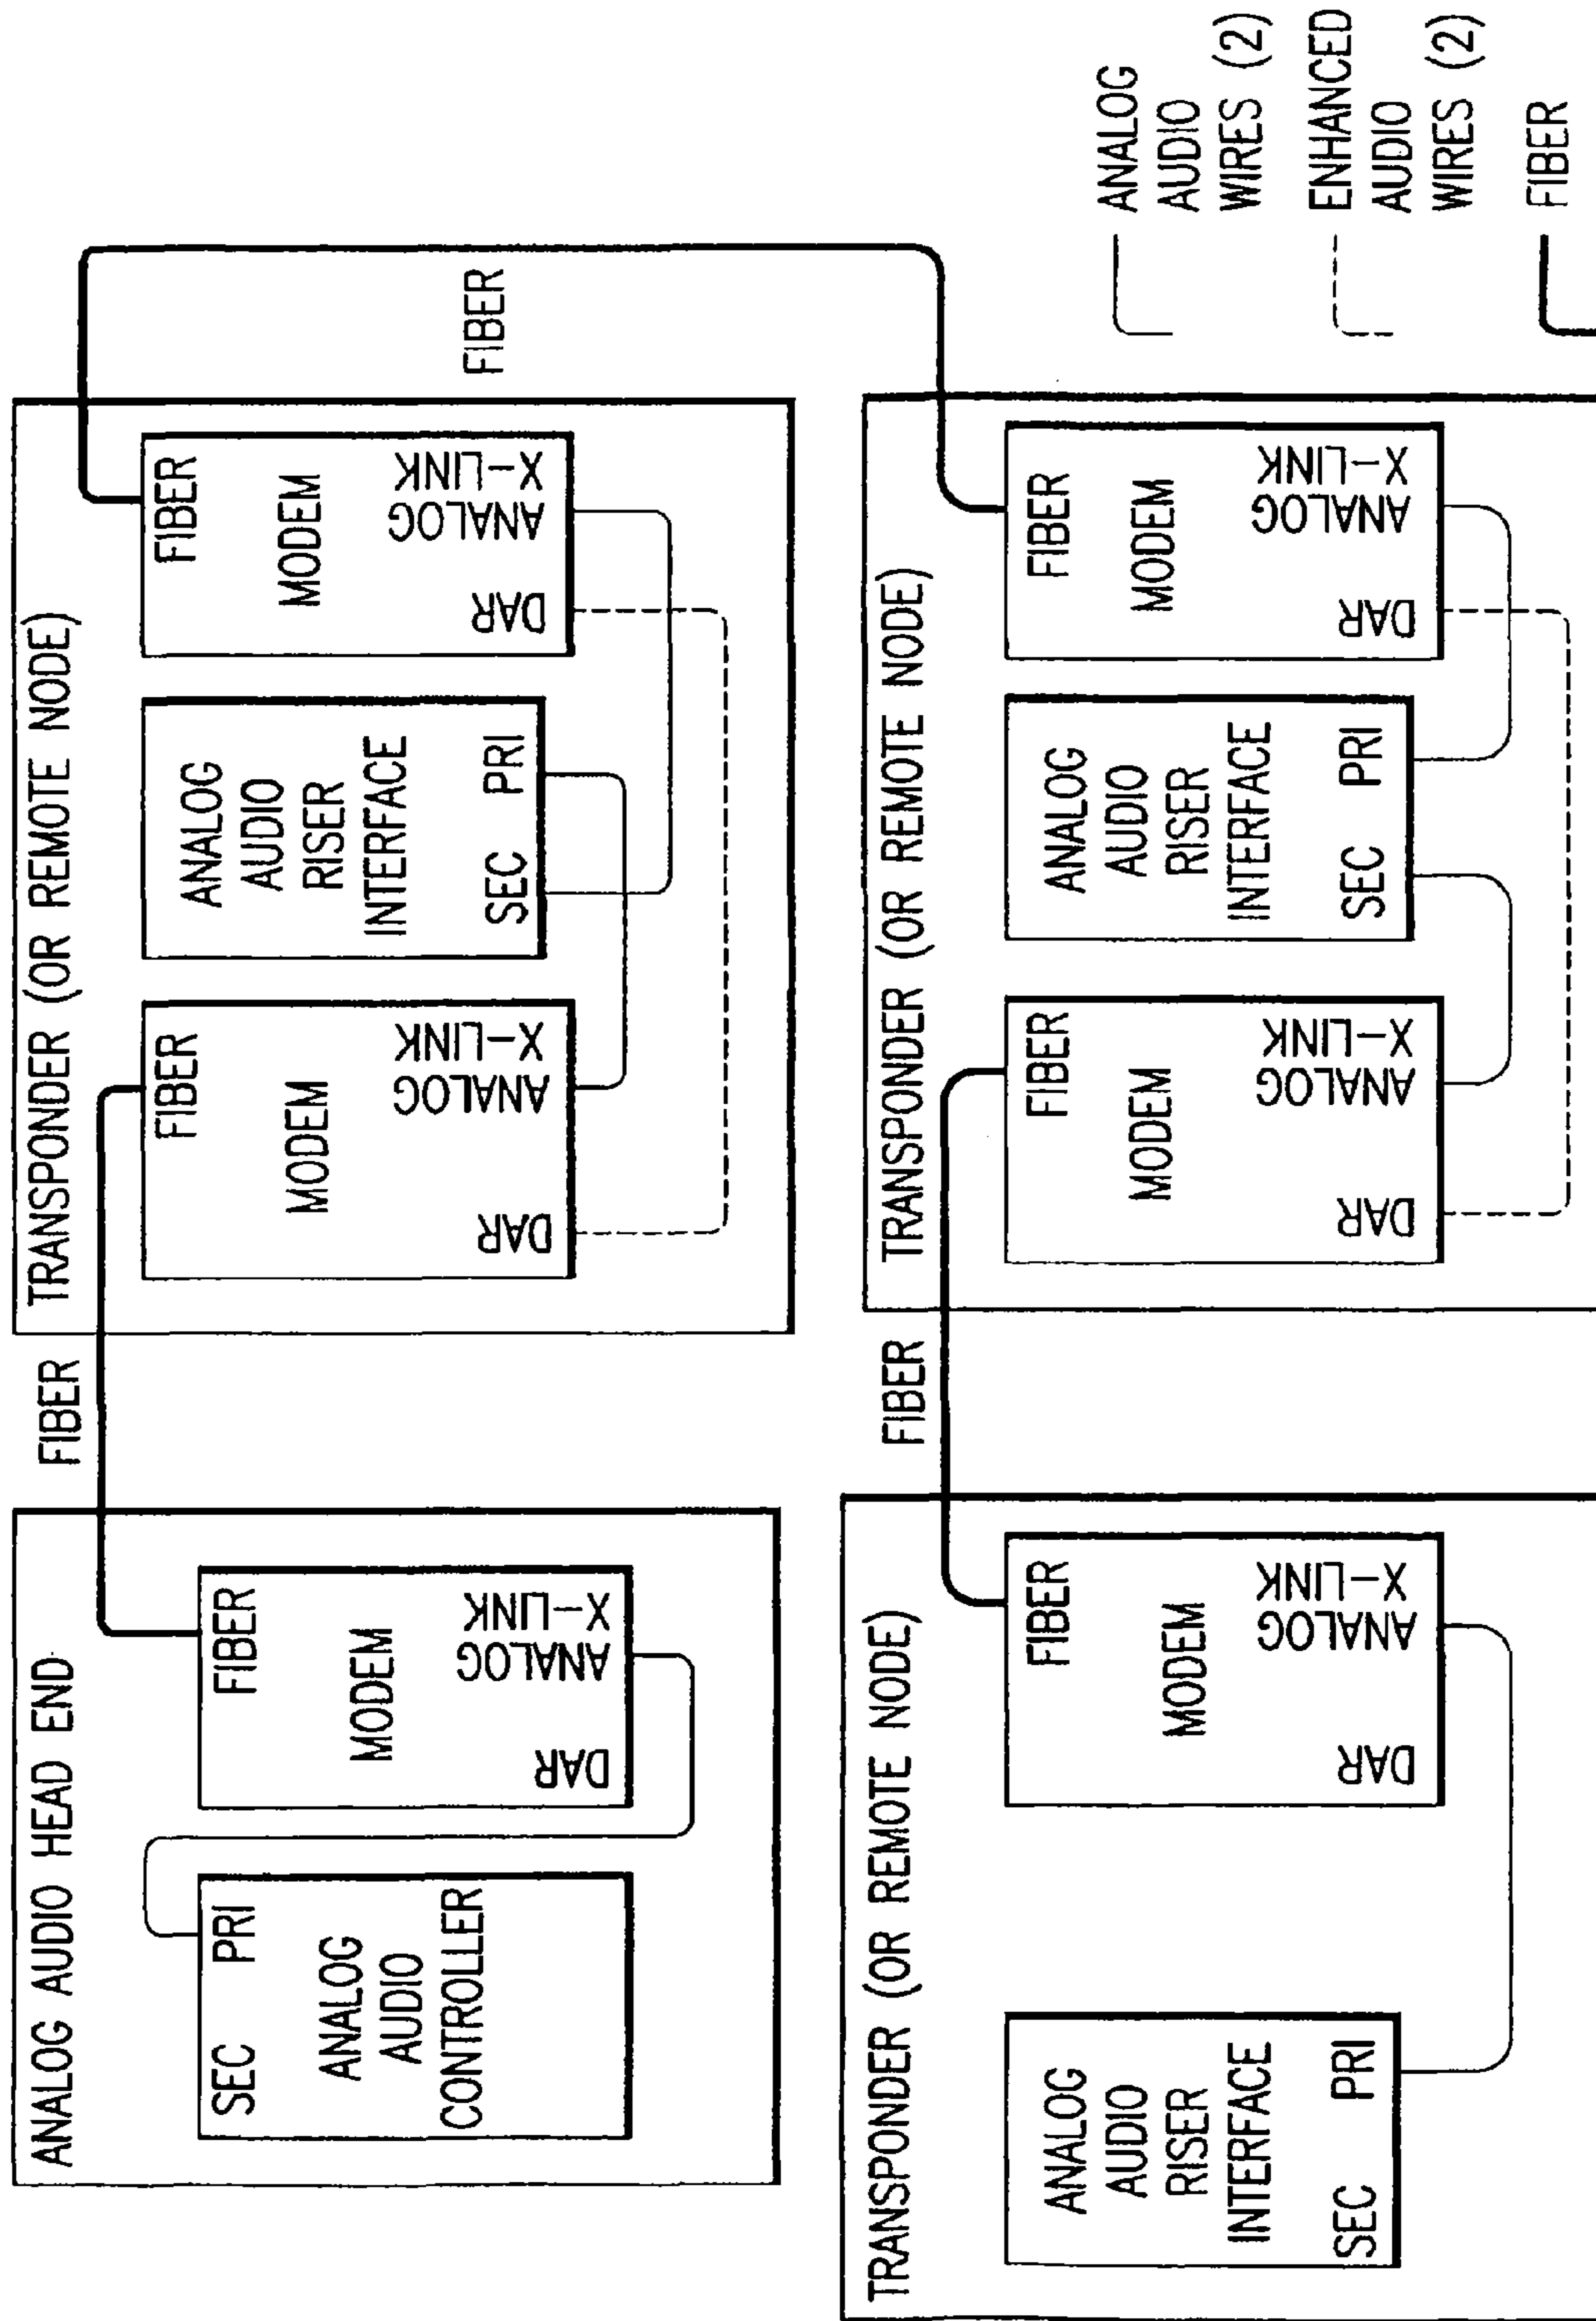 ANALOG AUDIO HEAD END
SEC PRI
ANALOG
AUDIO
CONTROLLER
FIBER
MODEM
DAR
ANALOG
X-LINK
FIBER
TRANSPONDER (OR REMOTE NODE)
FIBER
MODEM
DAR
ANALOG
X-LINK
ANALOG
AUDIO
RISER
INTERFACE
SEC PRI
FIBER
MODEM
DAR
ANALOG
X-LINK
FIBER
TRANSPONDER (OR REMOTE NODE)
ANALOG
AUDIO
RISER
INTERFACE
SEC PRI
FIBER
MODEM
DAR
ANALOG
X-LINK
FIBER
TRANSPONDER (OR REMOTE NODE)
FIBER
MODEM
DAR
ANALOG
X-LINK
ANALOG
AUDIO
RISER
INTERFACE
SEC PRI
FIBER
MODEM
DAR
ANALOG
X-LINK
ANALOG
AUDIO
WIRES (2)
ENHANCED
AUDIO
WIRES (2)
FIBER